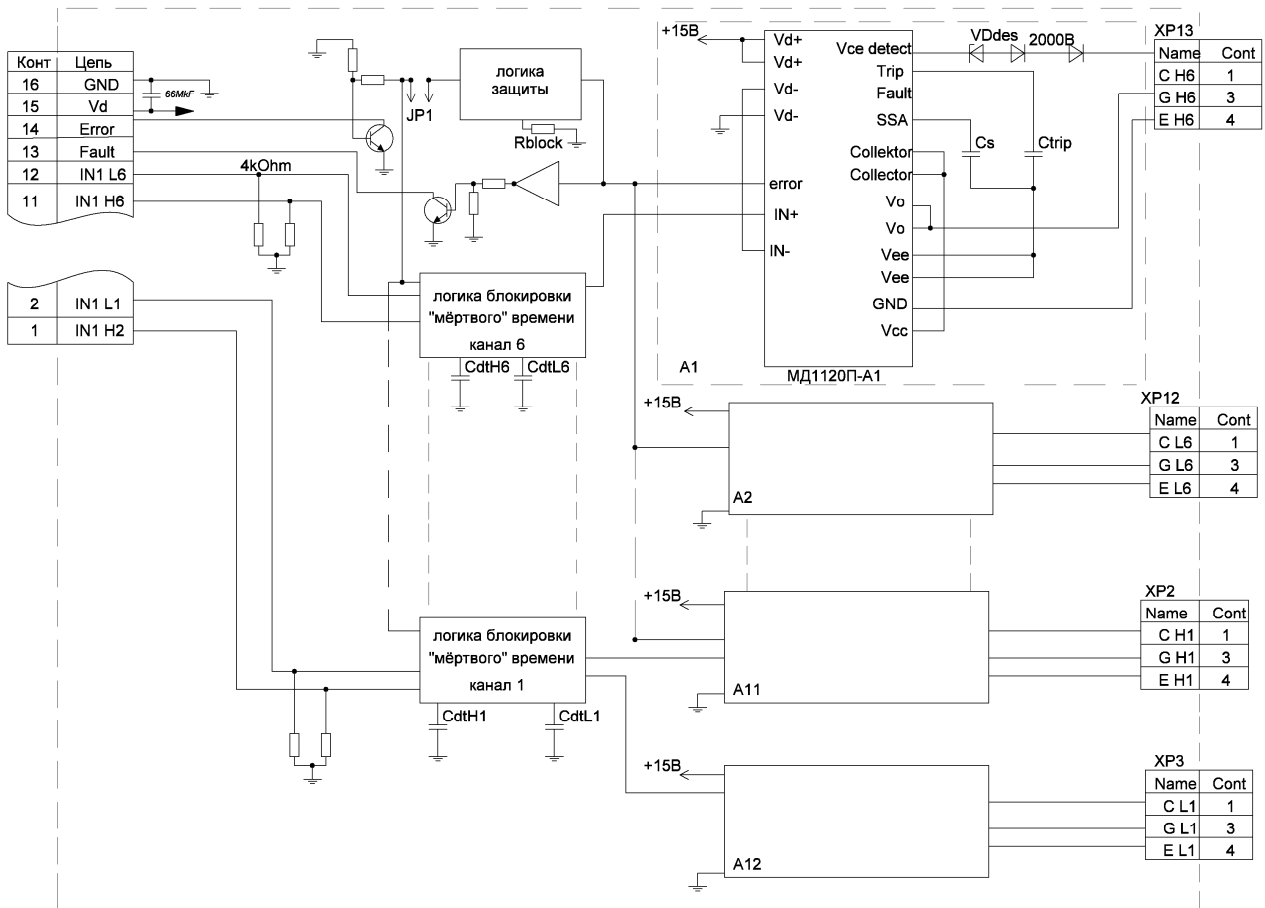 Конт Цепь
16 GND
15 Vd
14 Error
13 Fault
12 IN1 L6
11 IN1 H6
2 IN1 L1
1 IN1 H2
66МкГ
4kOhm
JP1
логика
защиты
Rblock
логика блокировки
"мёртвого" времени
канал 6
CdtH6 CdtL6
логика блокировки
"мёртвого" времени
канал 1
CdtH1 CdtL1
+15В
Vd+
Vd+
Vd-
Vd-
error
IN+
IN-
Vce detect
Trip
Fault
SSA
Collektor
Collector
Vo
Vo
Vee
Vee
GND
Vcc
VDdes 2000В
Cs
Ctrip
A1
МД1120П-А1
XP13
Name Cont
C H6 1
G H6 3
E H6 4
+15В
A2
XP12
Name Cont
C L6 1
G L6 3
E L6 4
+15В
A11
XP2
Name Cont
C H1 1
G H1 3
E H1 4
+15В
A12
XP3
Name Cont
C L1 1
G L1 3
E L1 4